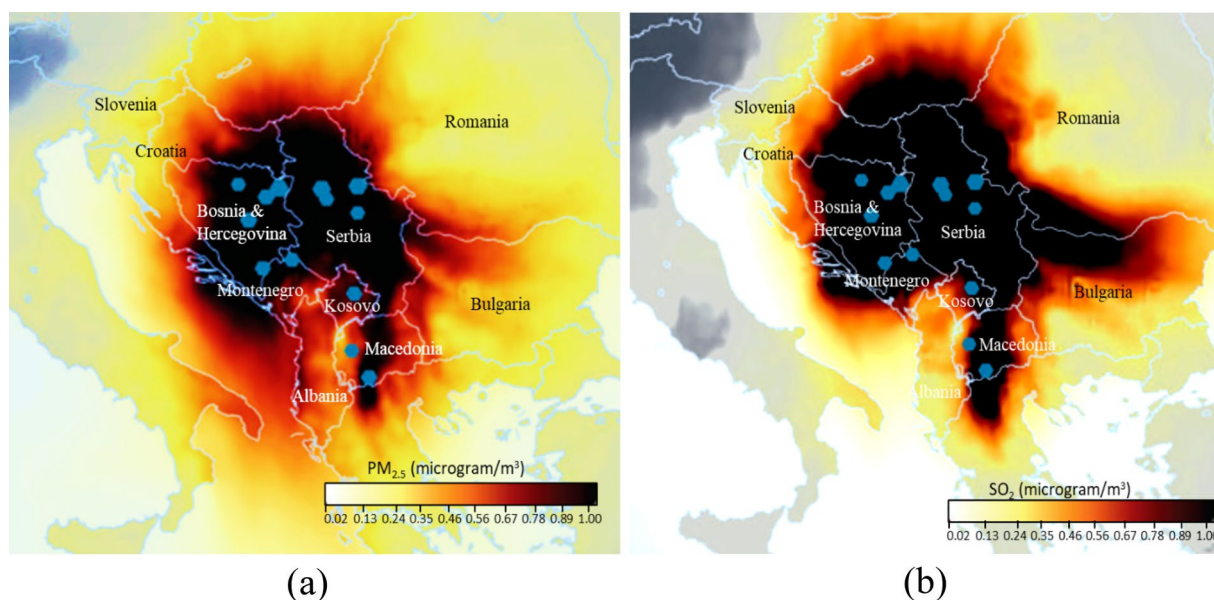 Slovenia
Romania
Croatia
Bosnia &
Hercegovina
Serbia
Montenegro
Kosovo
Bulgaria
Macedonia
Albania
PM2.5 (microgram/m³)
0.02 0.13 0.24 0.35 0.46 0.56 0.67 0.78 0.89 1.00
(a)
Slovenia
Romania
Croatia
Bosnia &
Hercegovina
Serbia
Montenegro
Kosovo
Bulgaria
Macedonia
Albania
SO2 (microgram/m³)
0.02 0.13 0.24 0.35 0.46 0.56 0.67 0.78 0.89 1.00
(b)